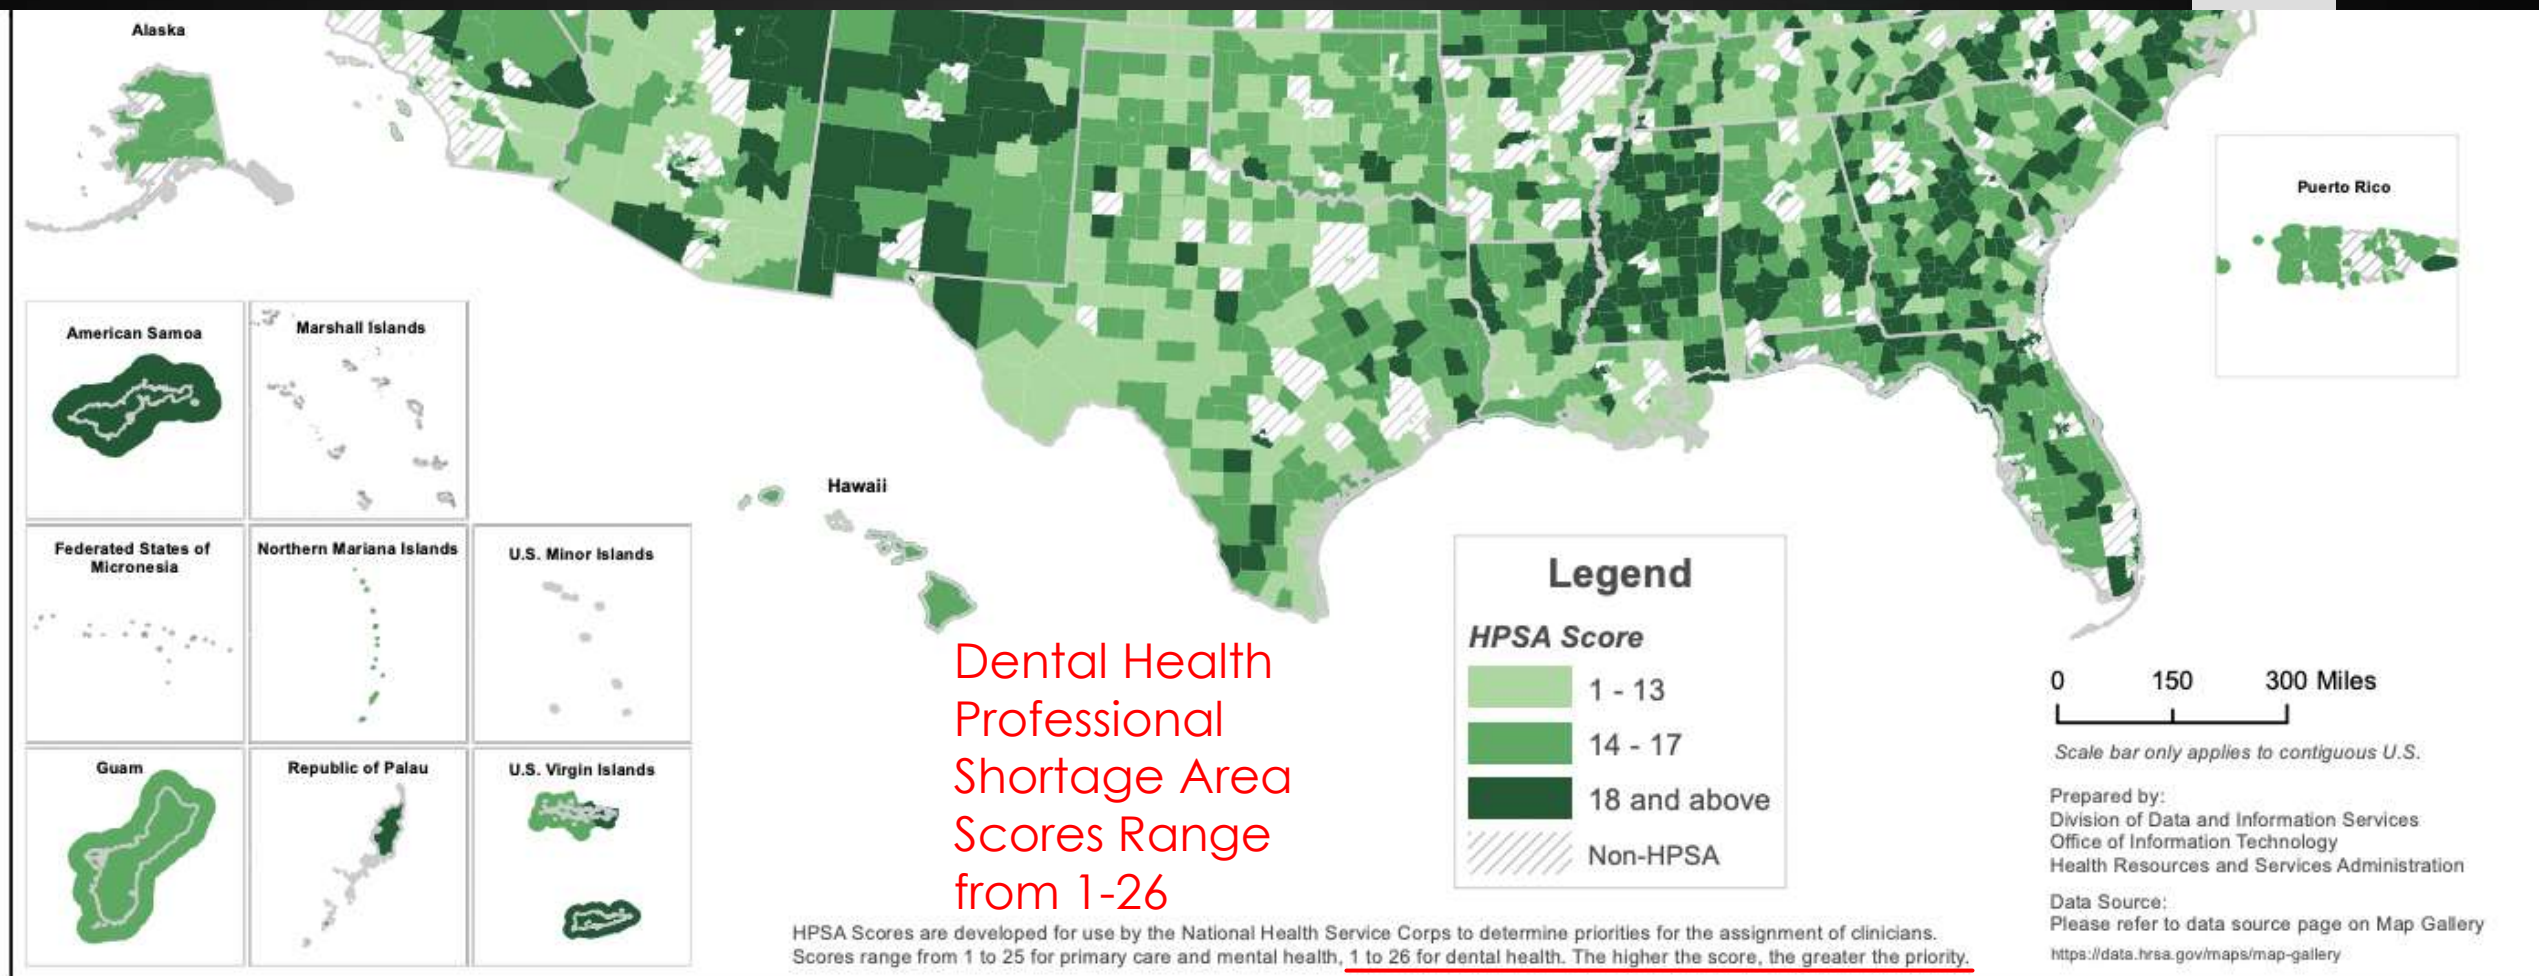 Alaska
Puerto Rico
American Samoa
Marshall Islands
Hawaii
Federated States of
Micronesia
Northern Mariana Islands
U.S. Minor Islands
Guam
Republic of Palau
U.S. Virgin Islands
Dental Health
Professional
Shortage Area
Scores Range
from 1-26
Legend
HPSA Score
1 - 13
14 - 17
18 and above
Non-HPSA
0 150 300 Miles
Scale bar only applies to contiguous U.S.
Prepared by:
Division of Data and Information Services
Office of Information Technology
Health Resources and Services Administration
Data Source:
Please refer to data source page on Map Gallery
https://data.hrsa.gov/maps/map-gallery
HPSA Scores are developed for use by the National Health Service Corps to determine priorities for the assignment of clinicians.
Scores range from 1 to 25 for primary care and mental health, 1 to 26 for dental health. The higher the score, the greater the priority.